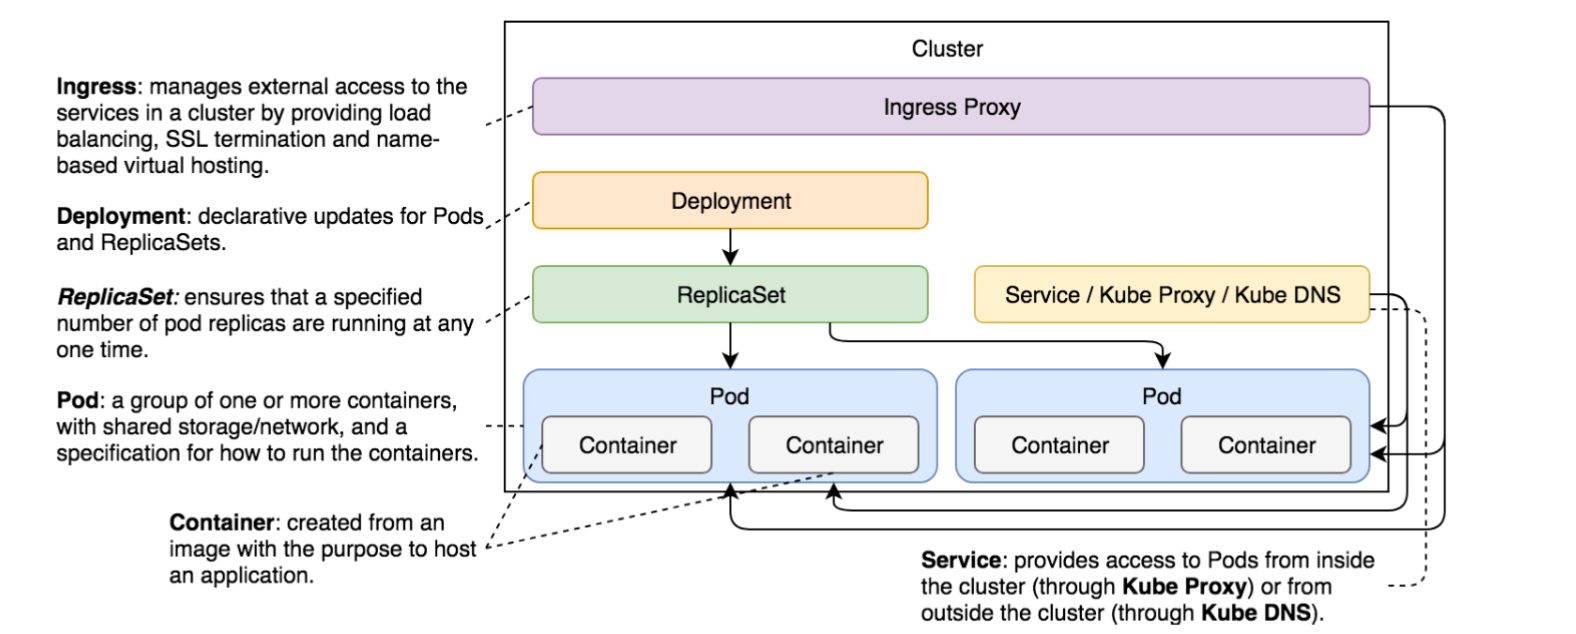 Cluster
Ingress Proxy
Ingress: manages external access to the
services in a cluster by providing load
balancing, SSL termination and name-
based virtual hosting.
Deployment
Deployment: declarative updates for Pods
and ReplicaSets.
ReplicaSet
Service / Kube Proxy / Kube DNS
ReplicaSet: ensures that a specified
number of pod replicas are running at any
one time.
Pod
Pod
Pod: a group of one or more containers,
with shared storage/network, and a
specification for how to run the containers.
Container
Container
Container
Container
Container: created from an
image with the purpose to host
an application.
Service: provides access to Pods from inside
the cluster (through Kube Proxy) or from
outside the cluster (through Kube DNS).